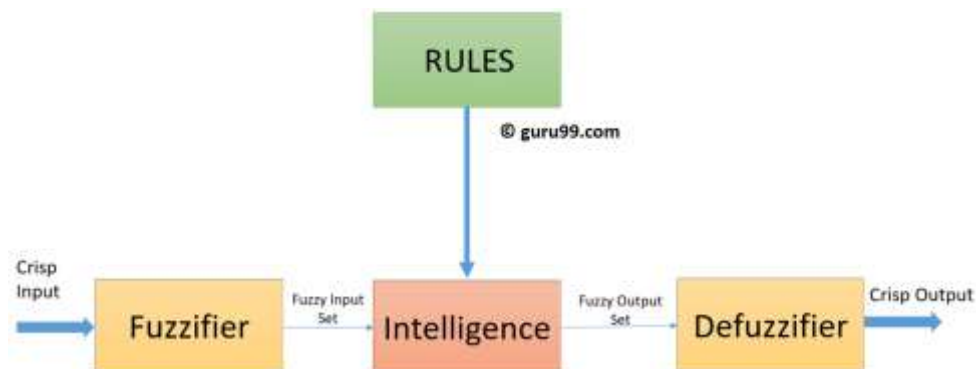 RULES
© guru99.com
Crisp
Input
Fuzzifier
Fuzzy Input
Set
Intelligence
Fuzzy Output
Set
Defuzzifier
Crisp Output